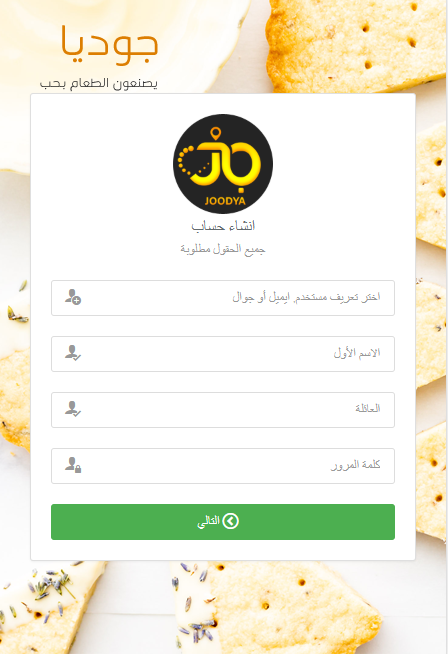 جوديا
يصنعون الطعام بحب
JOODYA
انشاء حساب
جميع الحقول مطلوبة
اختر تعريف مستخدم, ايميل أو جوال
الاسم الأول
العائلة
كلمة المرور
التالي